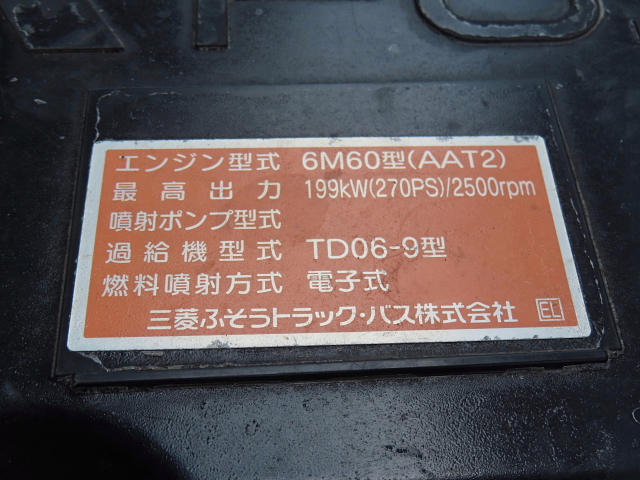 エンジン型式 6M60型(AAT2)
最高出力 199kW(270PS)/2500rpm
噴射ポンプ型式
過給機型式 TD06-9型
燃料噴射方式 電子式
三菱ふそうトラック・バス株式会社 EL